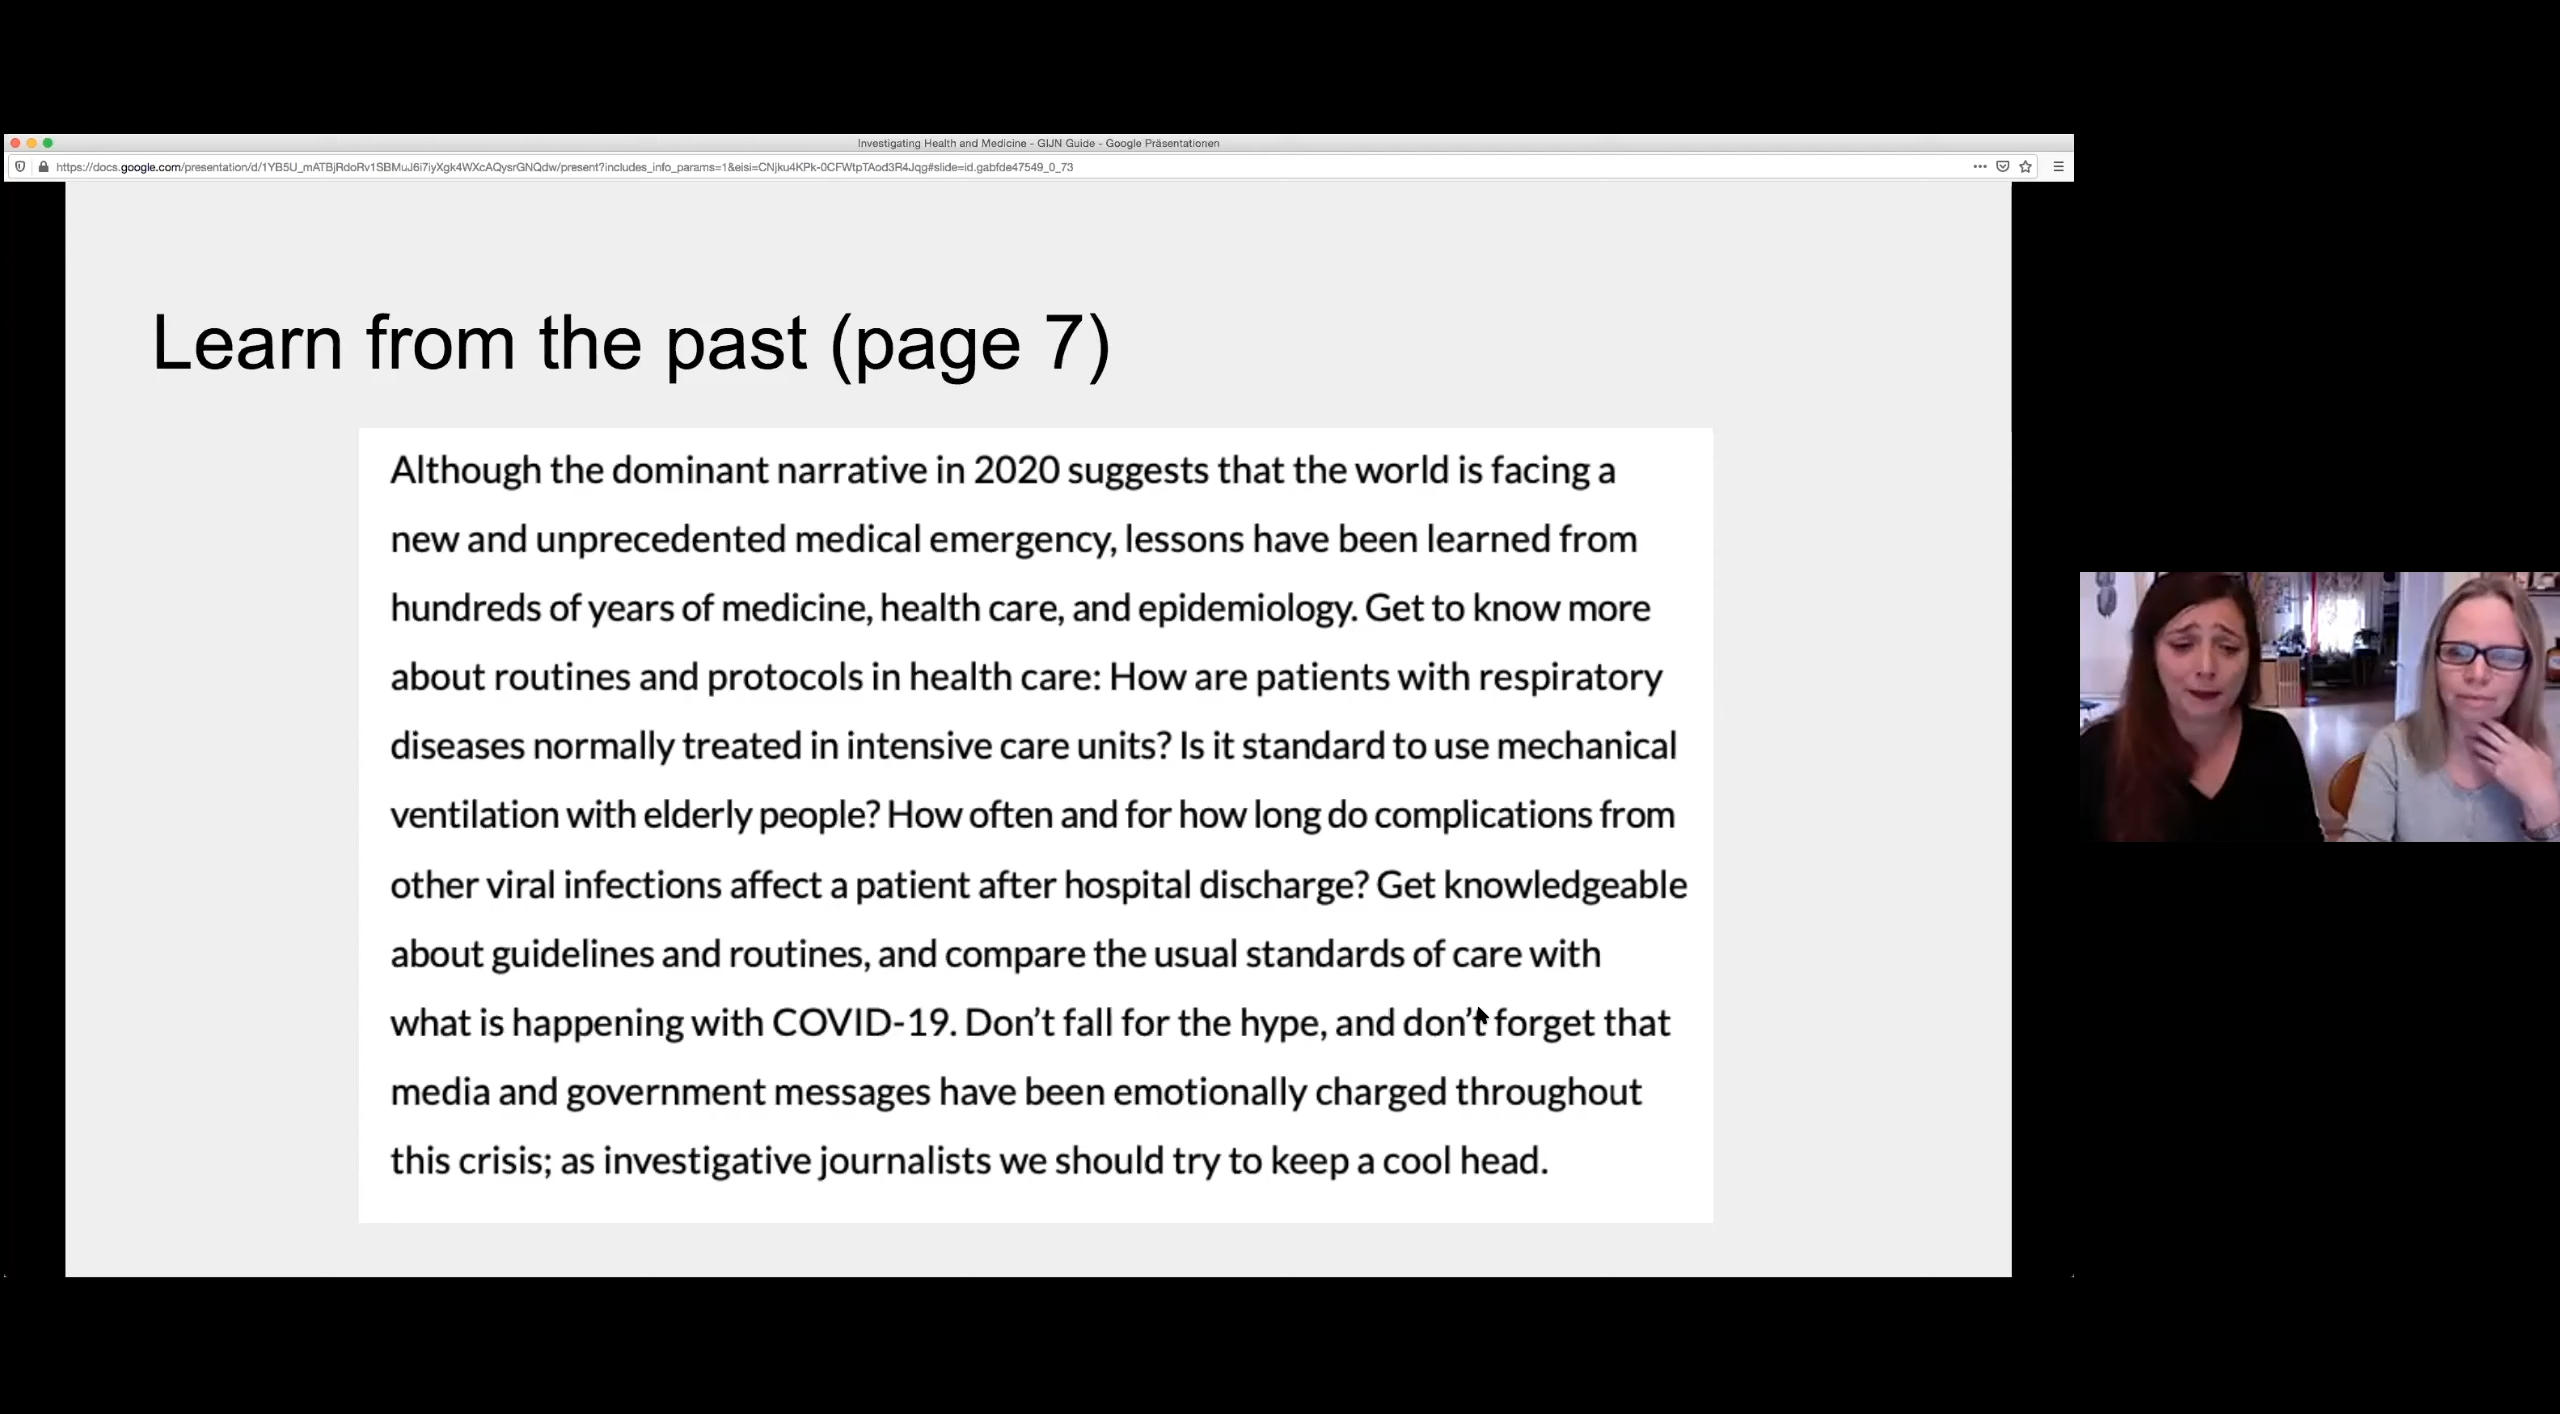 Investigating Health and Medicine - GIJN Guide - Google Präsentationen
https://docs.google.com/presentation/d/1YB5U_mATBjRdoRv1SBMuJ6i7iyXgk4WXcAQysrGNQdw/present?includes_info_params=1&eisi=CNjku4KPk-0CFWtpTAod3R4Jqg#slide=id.gabfde47549_0_73
Learn from the past (page 7)
Although the dominant narrative in 2020 suggests that the world is facing a
new and unprecedented medical emergency, lessons have been learned from
hundreds of years of medicine, health care, and epidemiology. Get to know more
about routines and protocols in health care: How are patients with respiratory
diseases normally treated in intensive care units? Is it standard to use mechanical
ventilation with elderly people? How often and for how long do complications from
other viral infections affect a patient after hospital discharge? Get knowledgeable
about guidelines and routines, and compare the usual standards of care with
what is happening with COVID-19. Don’t fall for the hype, and don’t forget that
media and government messages have been emotionally charged throughout
this crisis; as investigative journalists we should try to keep a cool head.